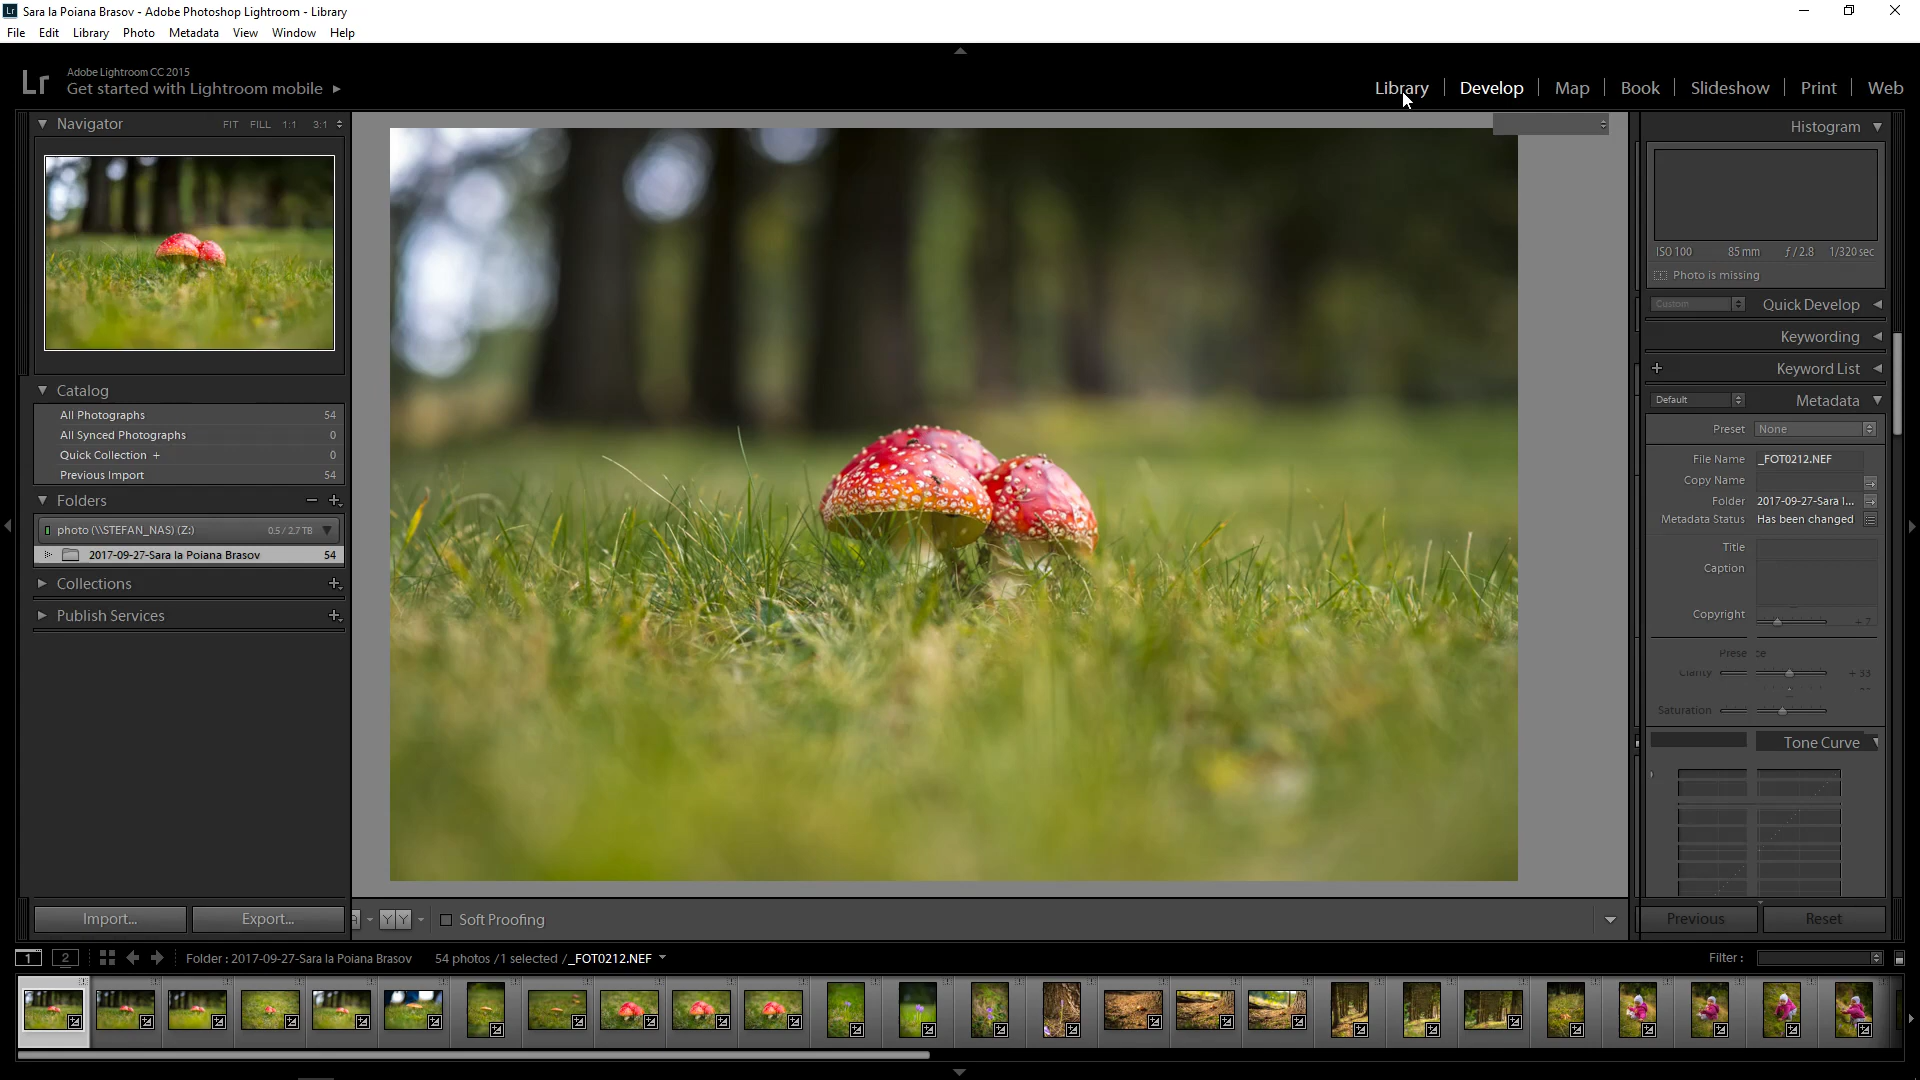 Sara la Poiana Brasov - Adobe Photoshop Lightroom - Library
File Edit Library Photo Metadata View Window Help
Lr Adobe Lightroom CC 2015
Get started with Lightroom mobile
Library Develop Map Book Slideshow Print Web
Navigator FIT FILL 1:1 3:1
Catalog
All Photographs 54
All Synced Photographs 0
Quick Collection + 0
Previous Import 54
Folders
photo (\\STEFAN_NAS) (Z:) 0.5 / 2.7 TB
2017-09-27-Sara la Poiana Brasov 54
Collections
Publish Services
Import... Export...
Histogram
ISO 100 85 mm ƒ / 2.8 1/320 sec
Photo is missing
Custom Quick Develop
Keywording
Keyword List
Default Metadata
Preset None
File Name _FOT0212.NEF
Copy Name
Folder 2017-09-27-Sara l...
Metadata Status Has been changed
Title
Caption
Copyright + 7
Clarity + 33
Saturation
Tone Curve
Previous Reset
YY Soft Proofing
1 2 Folder : 2017-09-27-Sara la Poiana Brasov 54 photos / 1 selected / _FOT0212.NEF Filter :